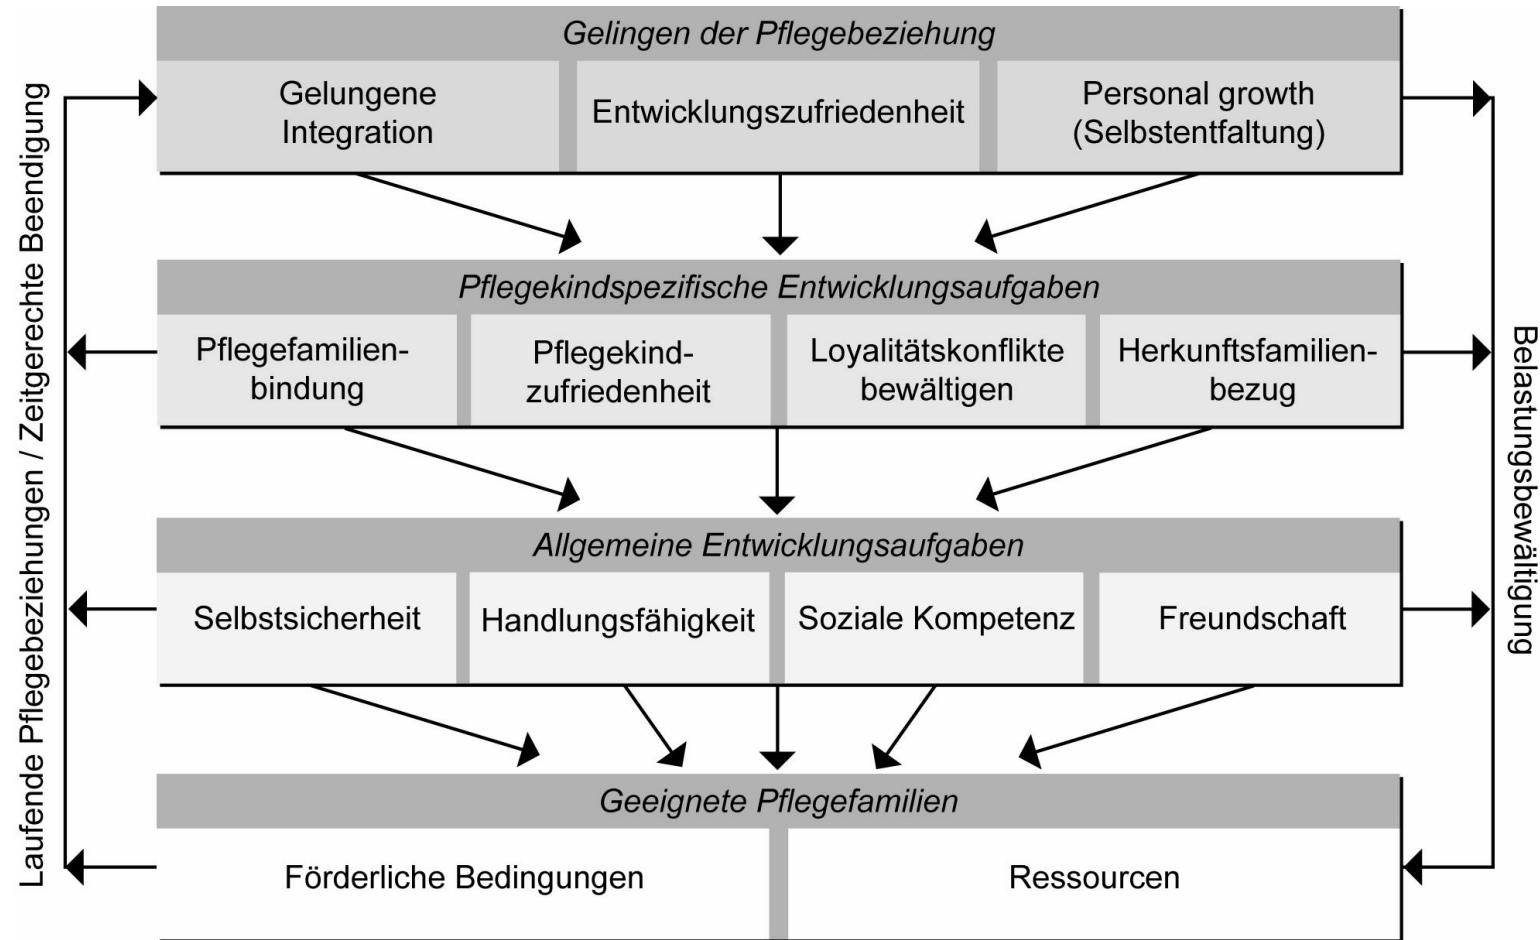 Gelingen der Pflegebeziehung
Gelungene
Integration
Entwicklungszufriedenheit
Personal growth
(Selbstentfaltung)
Pflegekindspezifische Entwicklungsaufgaben
Pflegefamilien-
bindung
Pflegekind-
zufriedenheit
Loyalitätskonflikte
bewältigen
Herkunftsfamilien-
bezug
Allgemeine Entwicklungsaufgaben
Selbstsicherheit
Handlungsfähigkeit
Soziale Kompetenz
Freundschaft
Geeignete Pflegefamilien
Förderliche Bedingungen
Ressourcen
Laufende Pflegebeziehungen / Zeitgerechte Beendigung
Belastungsbewältigung